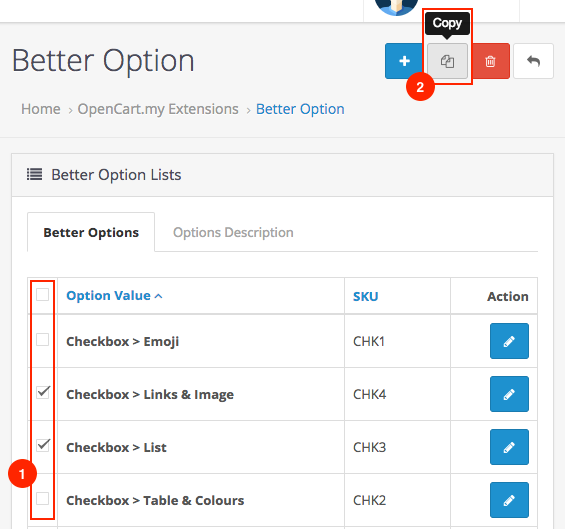 Copy
Better Option
2
Home › OpenCart.my Extensions › Better Option
Better Option Lists
Better Options Options Description
Option Value SKU Action
Checkbox > Emoji CHK1
Checkbox > Links & Image CHK4
Checkbox > List CHK3
1
Checkbox > Table & Colours CHK2